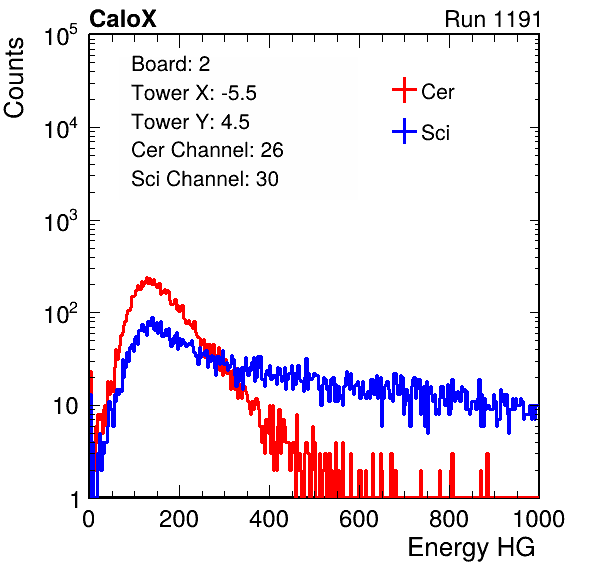 CaloX Run 1191
Counts
10^5
10^4
10^3
10^2
10
1
Board: 2
Tower X: -5.5
Tower Y: 4.5
Cer Channel: 26
Sci Channel: 30
Cer
Sci
0 200 400 600 800 1000
Energy HG